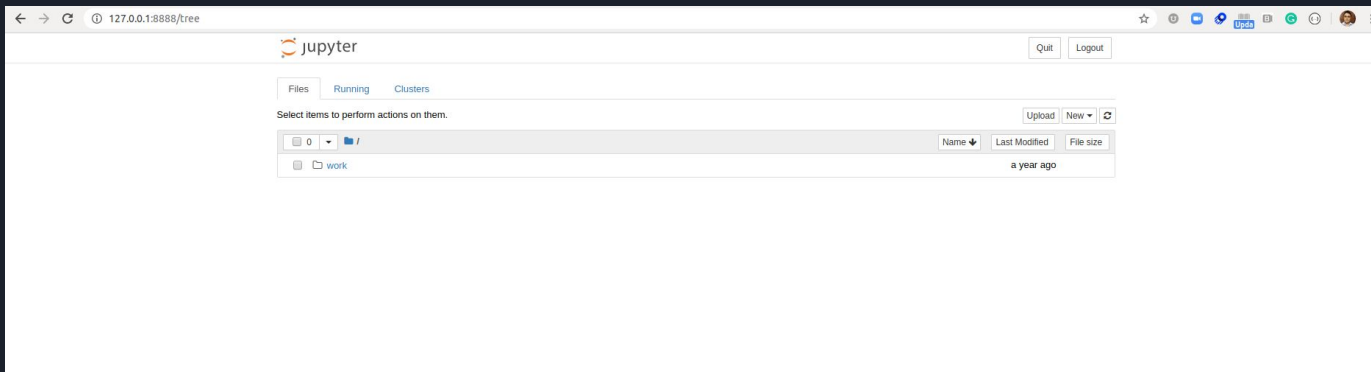 127.0.0.1:8888/tree
Upda
jupyter
Quit Logout
Files Running Clusters
Select items to perform actions on them.
Upload New
0 / Name Last Modified File size
work a year ago